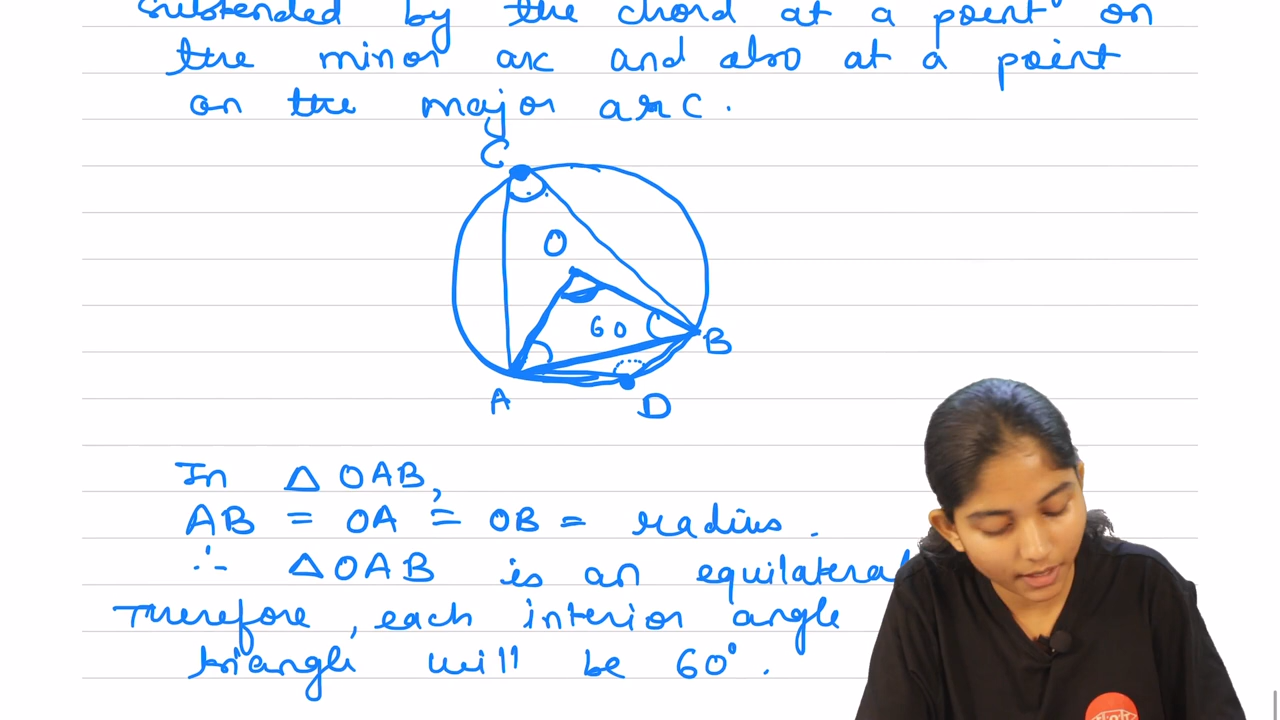 subtended by the chord at a point on
the minor arc and also at a point
on the major arc.
C
O
60
B
A
D
In △ OAB,
AB = OA = OB = radius.
∴ △OAB is an equilateral
Therefore, each interior angle
triangle will be 60°.